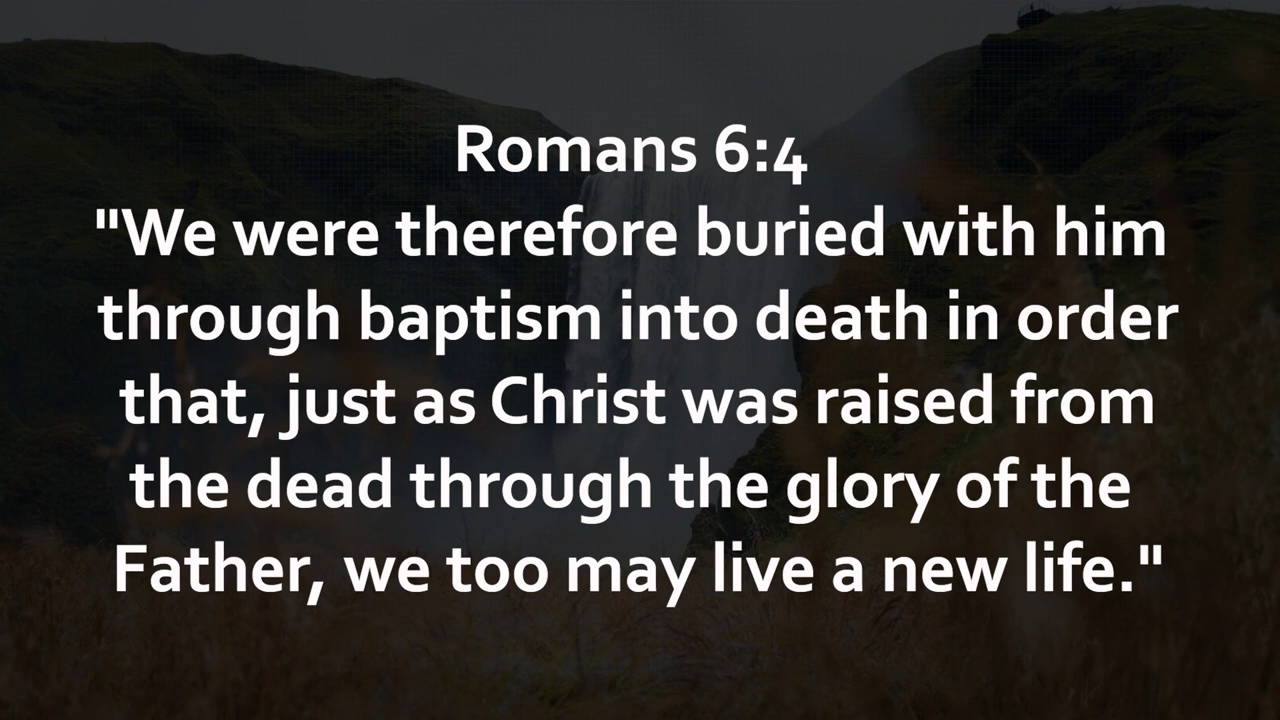 Romans 6:4
"We were therefore buried with him
through baptism into death in order
that, just as Christ was raised from
the dead through the glory of the
Father, we too may live a new life."